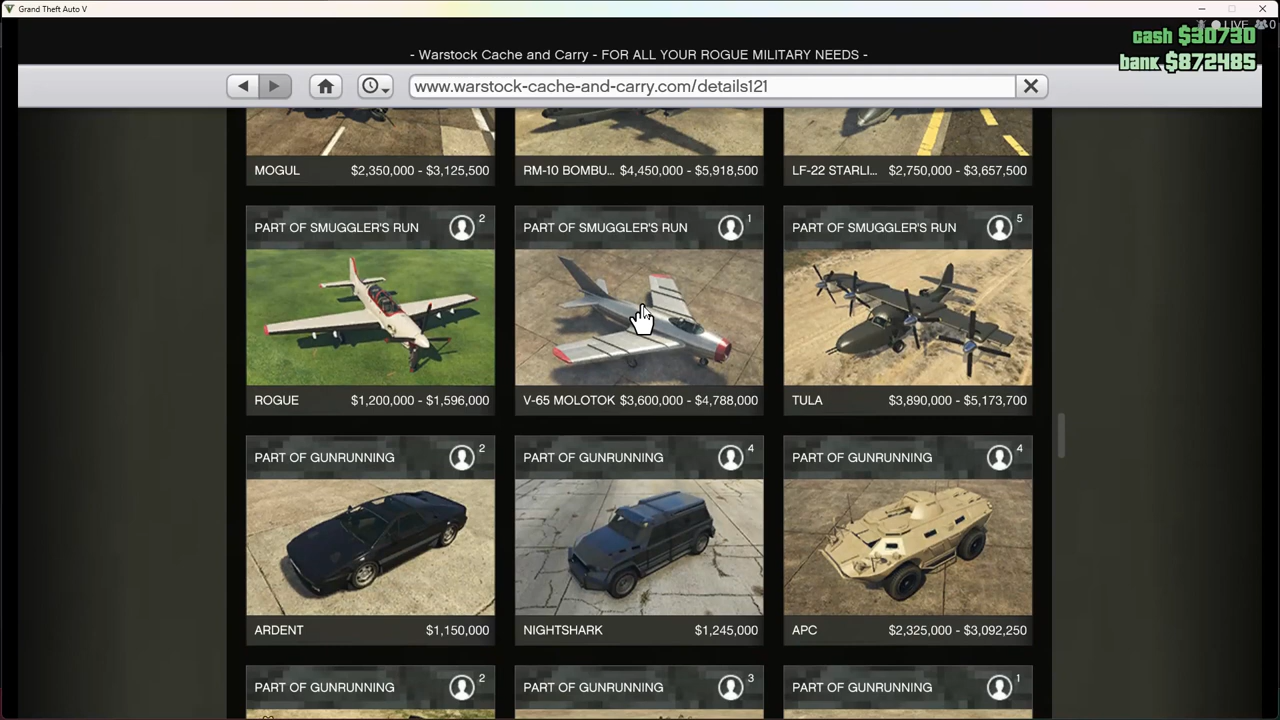 Grand Theft Auto V
LIVE 0
cash $30730
bank $872485
- Warstock Cache and Carry - FOR ALL YOUR ROGUE MILITARY NEEDS -
www.warstock-cache-and-carry.com/details121
MOGUL $2,350,000 - $3,125,500
RM-10 BOMBU... $4,450,000 - $5,918,500
LF-22 STARLI... $2,750,000 - $3,657,500
PART OF SMUGGLER'S RUN 2
PART OF SMUGGLER'S RUN 1
PART OF SMUGGLER'S RUN 5
ROGUE $1,200,000 - $1,596,000
V-65 MOLOTOK $3,600,000 - $4,788,000
TULA $3,890,000 - $5,173,700
PART OF GUNRUNNING 2
PART OF GUNRUNNING 4
PART OF GUNRUNNING 4
ARDENT $1,150,000
NIGHTSHARK $1,245,000
APC $2,325,000 - $3,092,250
PART OF GUNRUNNING 2
PART OF GUNRUNNING 3
PART OF GUNRUNNING 1